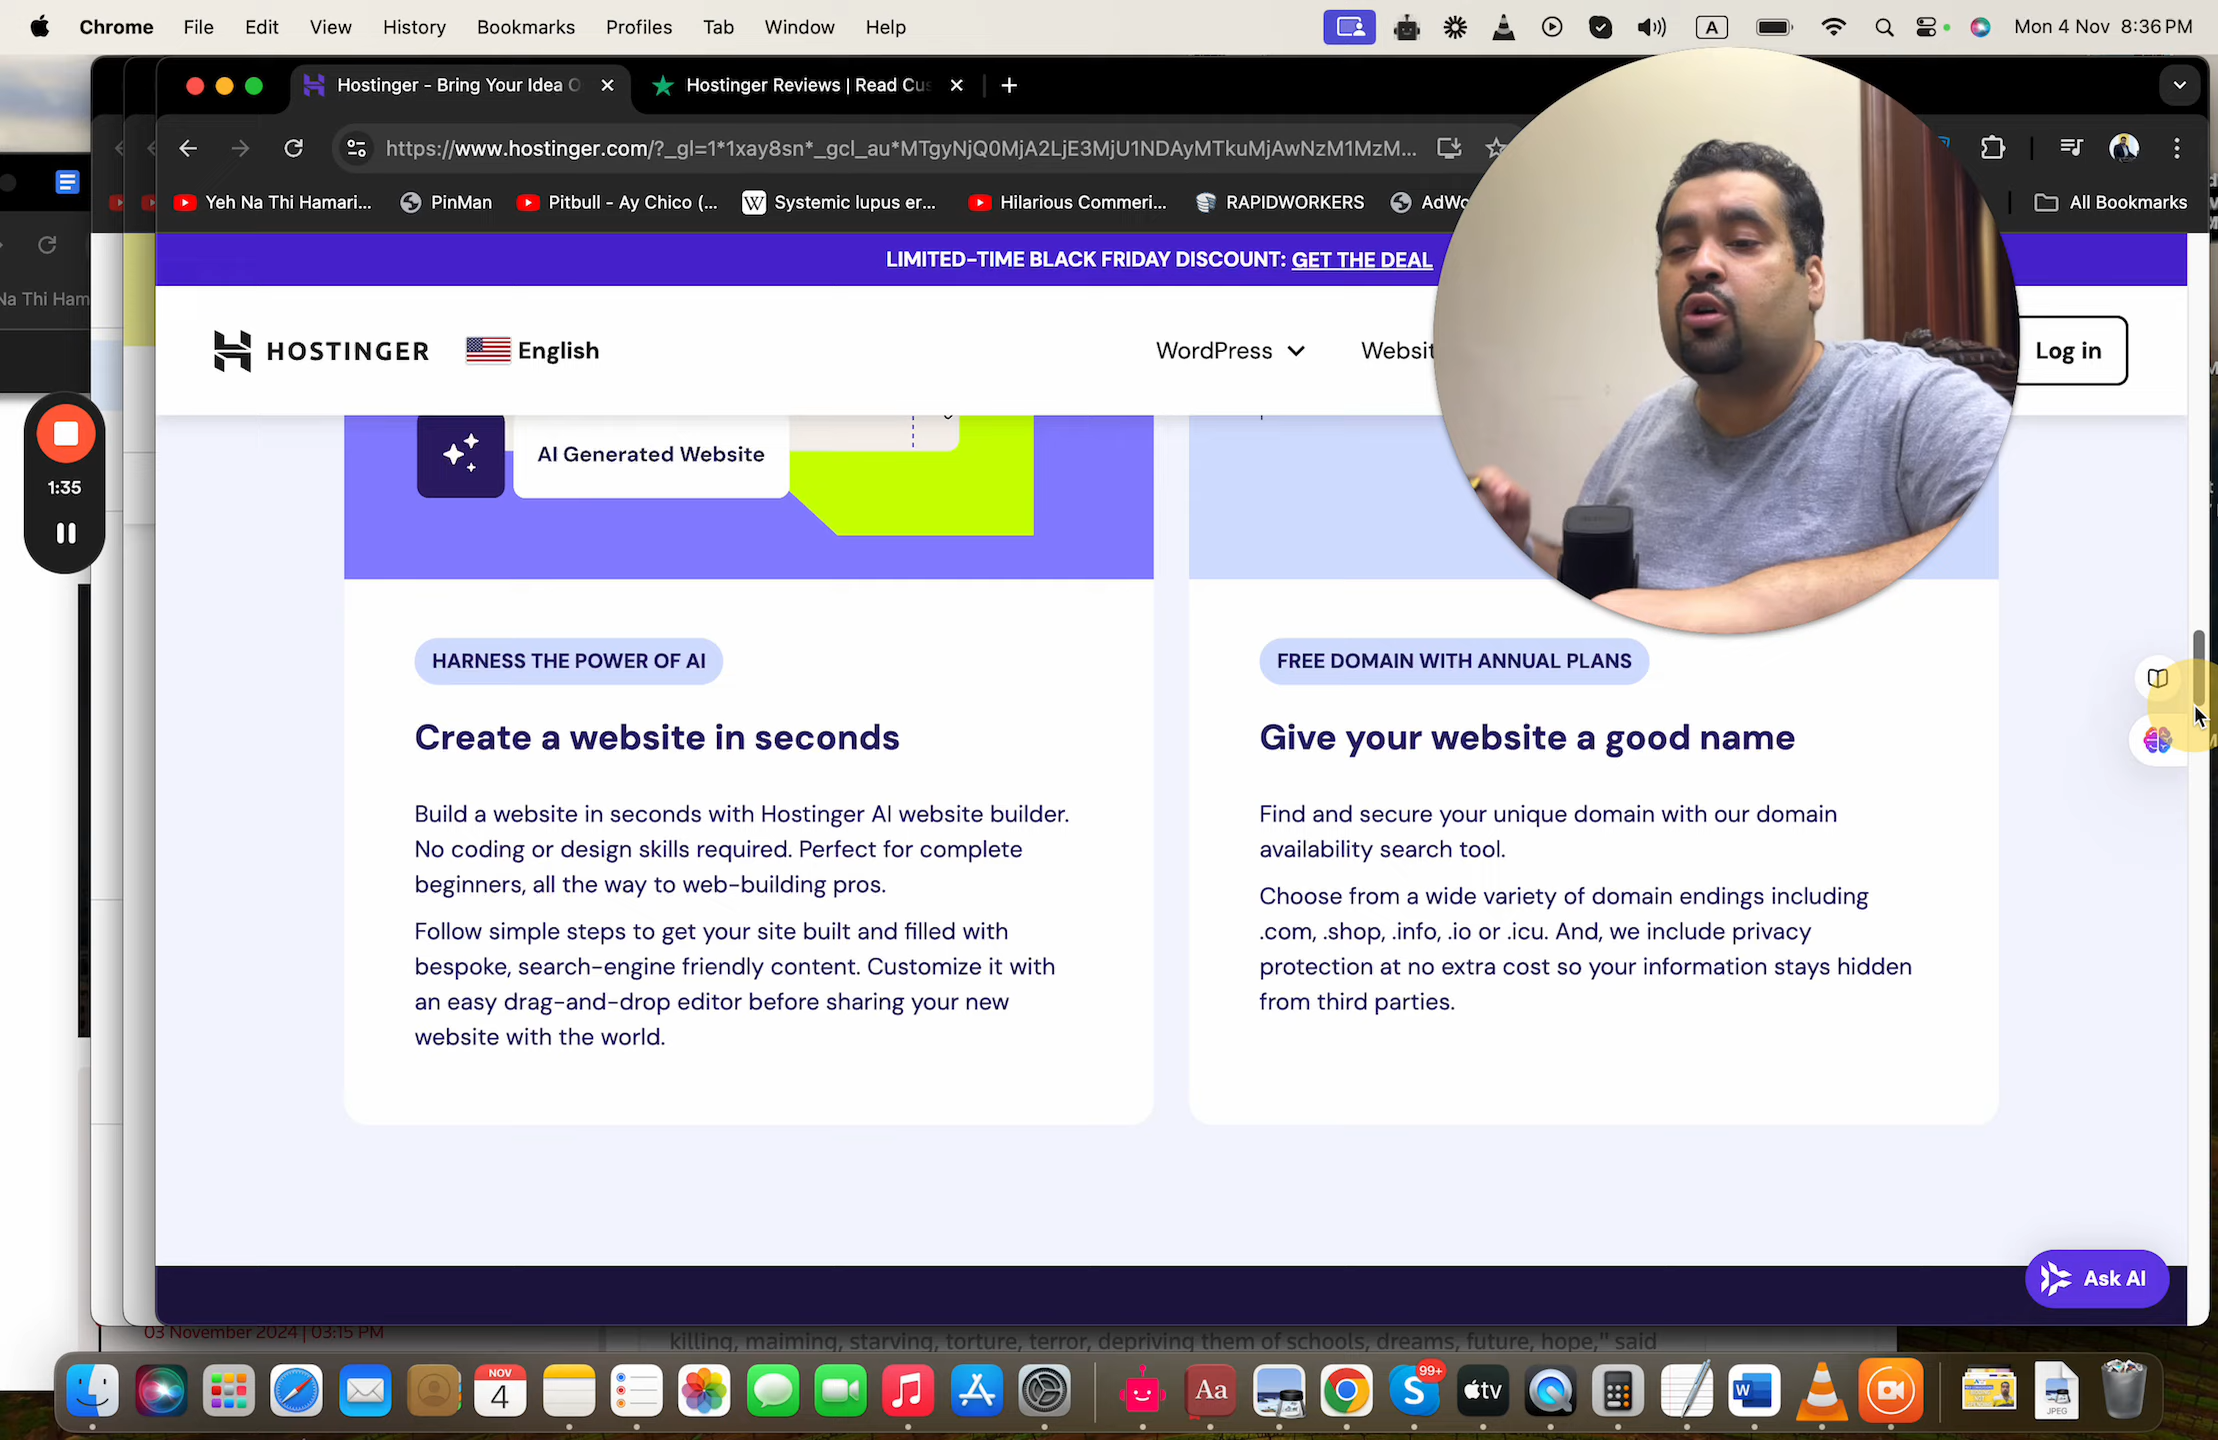 Chrome File Edit View History Bookmarks Profiles Tab Window Help A Mon 4 Nov 8:36 PM
Hostinger - Bring Your Idea O
Hostinger Reviews | Read Cus
https://www.hostinger.com/?_gl=1*1xay8sn*_gcl_au*MTgyNjQ0MjA2LjE3MjU1NDAyMTkuMjAwNzM1MzM...
Yeh Na Thi Hamari... PinMan Pitbull - Ay Chico (... W Systemic lupus er... Hilarious Commeri... RAPIDWORKERS AdWo All Bookmarks
LIMITED-TIME BLACK FRIDAY DISCOUNT: GET THE DEAL
Na Thi Ham
HOSTINGER English WordPress Websit Log in
AI Generated Website
1:35
HARNESS THE POWER OF AI
Create a website in seconds
Build a website in seconds with Hostinger AI website builder.
No coding or design skills required. Perfect for complete
beginners, all the way to web-building pros.
Follow simple steps to get your site built and filled with
bespoke, search-engine friendly content. Customize it with
an easy drag-and-drop editor before sharing your new
website with the world.
FREE DOMAIN WITH ANNUAL PLANS
Give your website a good name
Find and secure your unique domain with our domain
availability search tool.
Choose from a wide variety of domain endings including
.com, .shop, .info, .io or .icu. And, we include privacy
protection at no extra cost so your information stays hidden
from third parties.
Ask AI
03 November 2024 | 03:15 PM
killing, maiming, starving, torture, terror, depriving them of schools, dreams, future, hope," said
NOV
4
Aa
99+
S
tv
W
JPEG